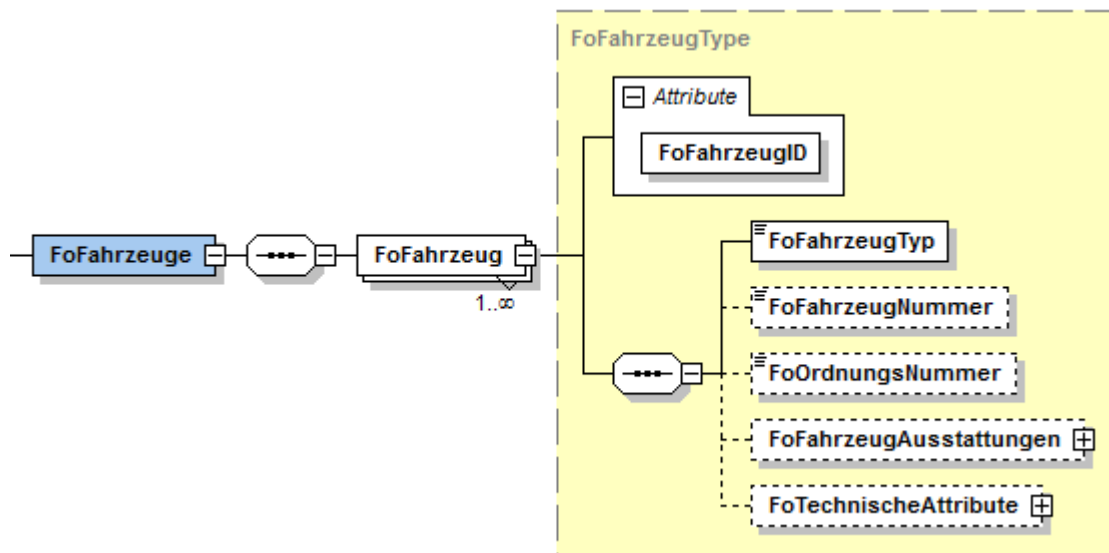 FoFahrzeugType
Attribute
FoFahrzeugID
FoFahrzeuge
FoFahrzeug
1..∞
FoFahrzeugTyp
FoFahrzeugNummer
FoOrdnungsNummer
FoFahrzeugAusstattungen
FoTechnischeAttribute